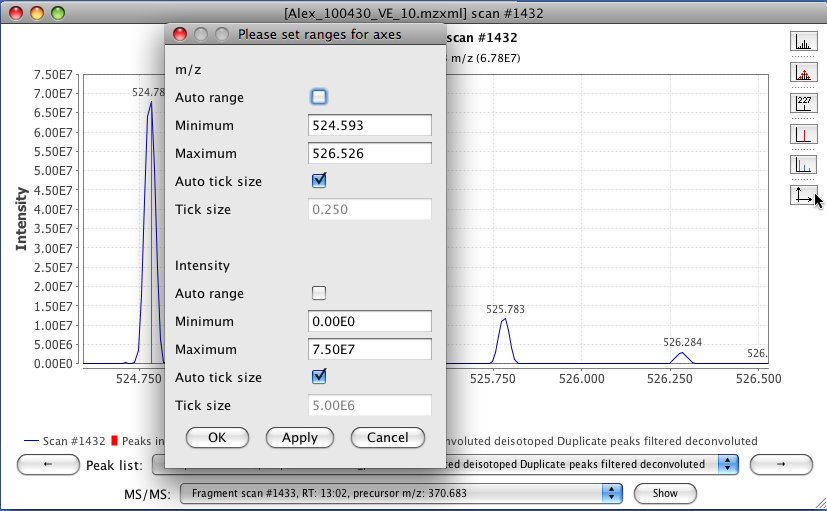 [Alex_100430_VE_10.mzxml] scan #1432
Please set ranges for axes
scan #1432
m/z (6.78E7)
m/z
Auto range
Minimum 524.593
Maximum 526.526
Auto tick size
Tick size 0.250
Intensity
Auto range
Minimum 0.00E0
Maximum 7.50E7
Auto tick size
Tick size 5.00E6
OK Apply Cancel
7.50E7
7.00E7
6.50E7
6.00E7
5.50E7
5.00E7
4.50E7
4.00E7
3.50E7
3.00E7
2.50E7
2.00E7
1.50E7
1.00E7
5.00E6
0.00E0
Intensity
524.78
525.783
526.284
526.
524.750 525.750 526.000 526.250 526.500
227
Scan #1432 Peaks in voluted deisotoped Duplicate peaks filtered deconvoluted
← Peak list: ed deisotoped Duplicate peaks filtered deconvoluted →
MS/MS: Fragment scan #1433, RT: 13:02, precursor m/z: 370.683 Show